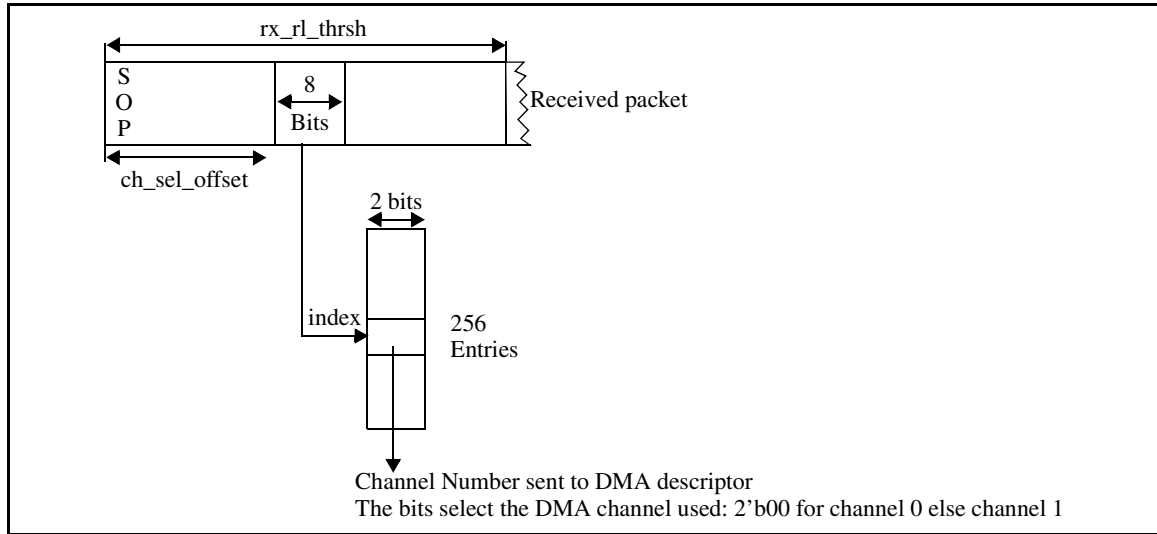 rx_rl_thrsh
S
O
P
8
Bits
Received packet
ch_sel_offset
2 bits
index
256
Entries
Channel Number sent to DMA descriptor
The bits select the DMA channel used: 2’b00 for channel 0 else channel 1